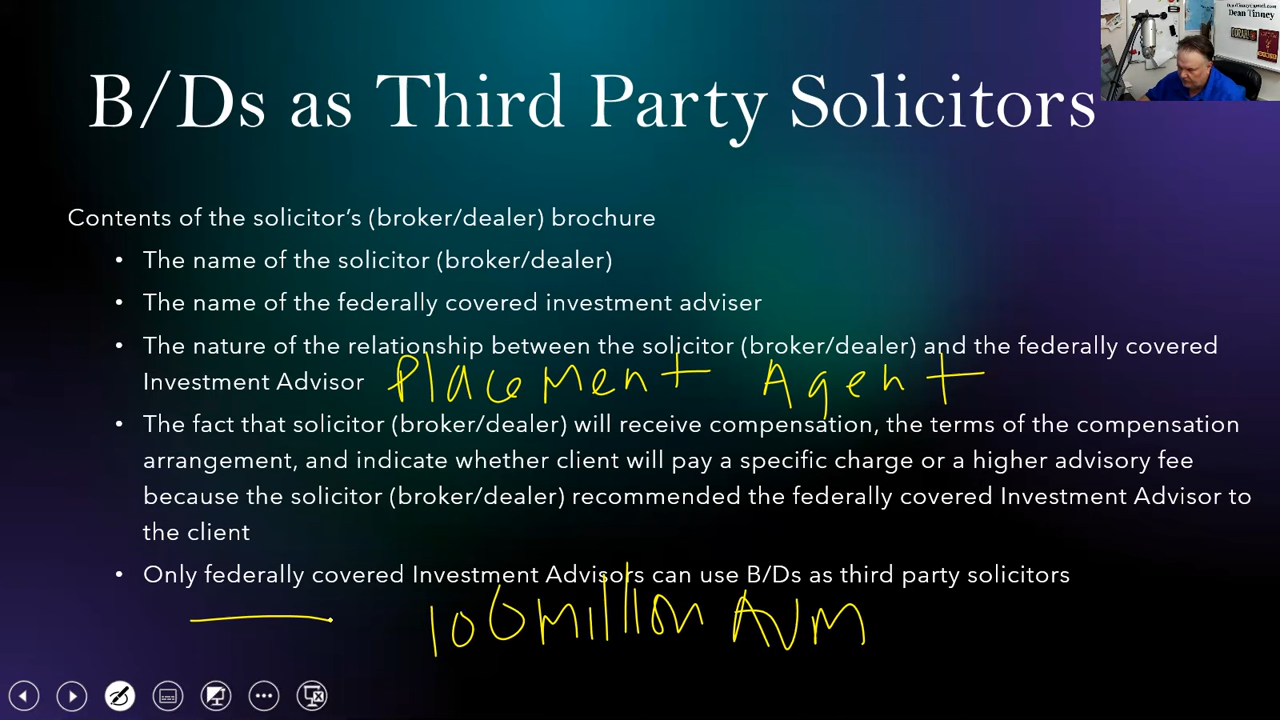 Dean Tinney
B/Ds as Third Party Solicitors
Contents of the solicitor's (broker/dealer) brochure
• The name of the solicitor (broker/dealer)
• The name of the federally covered investment adviser
• The nature of the relationship between the solicitor (broker/dealer) and the federally covered
Investment Advisor Placement Agent
• The fact that solicitor (broker/dealer) will receive compensation, the terms of the compensation
arrangement, and indicate whether client will pay a specific charge or a higher advisory fee
because the solicitor (broker/dealer) recommended the federally covered Investment Advisor to
the client
• Only federally covered Investment Advisors can use B/Ds as third party solicitors
100million AUM